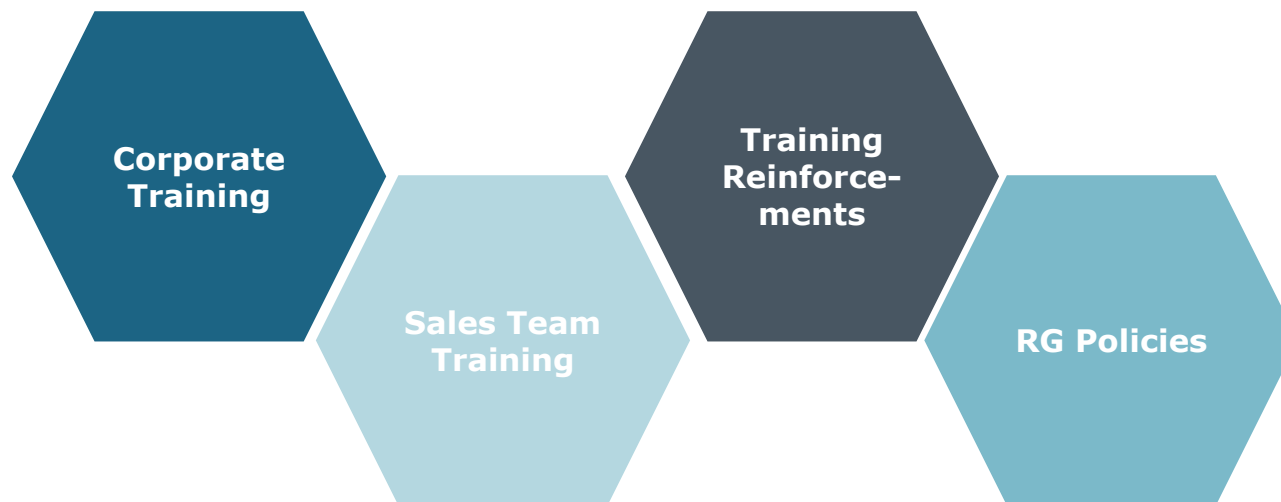 Corporate
Training
Sales Team
Training
Training
Reinforce-
ments
RG Policies